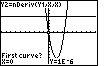 Y2=nDeriv(Y1,X,X)
First curve?
X=0 Y=1E-6